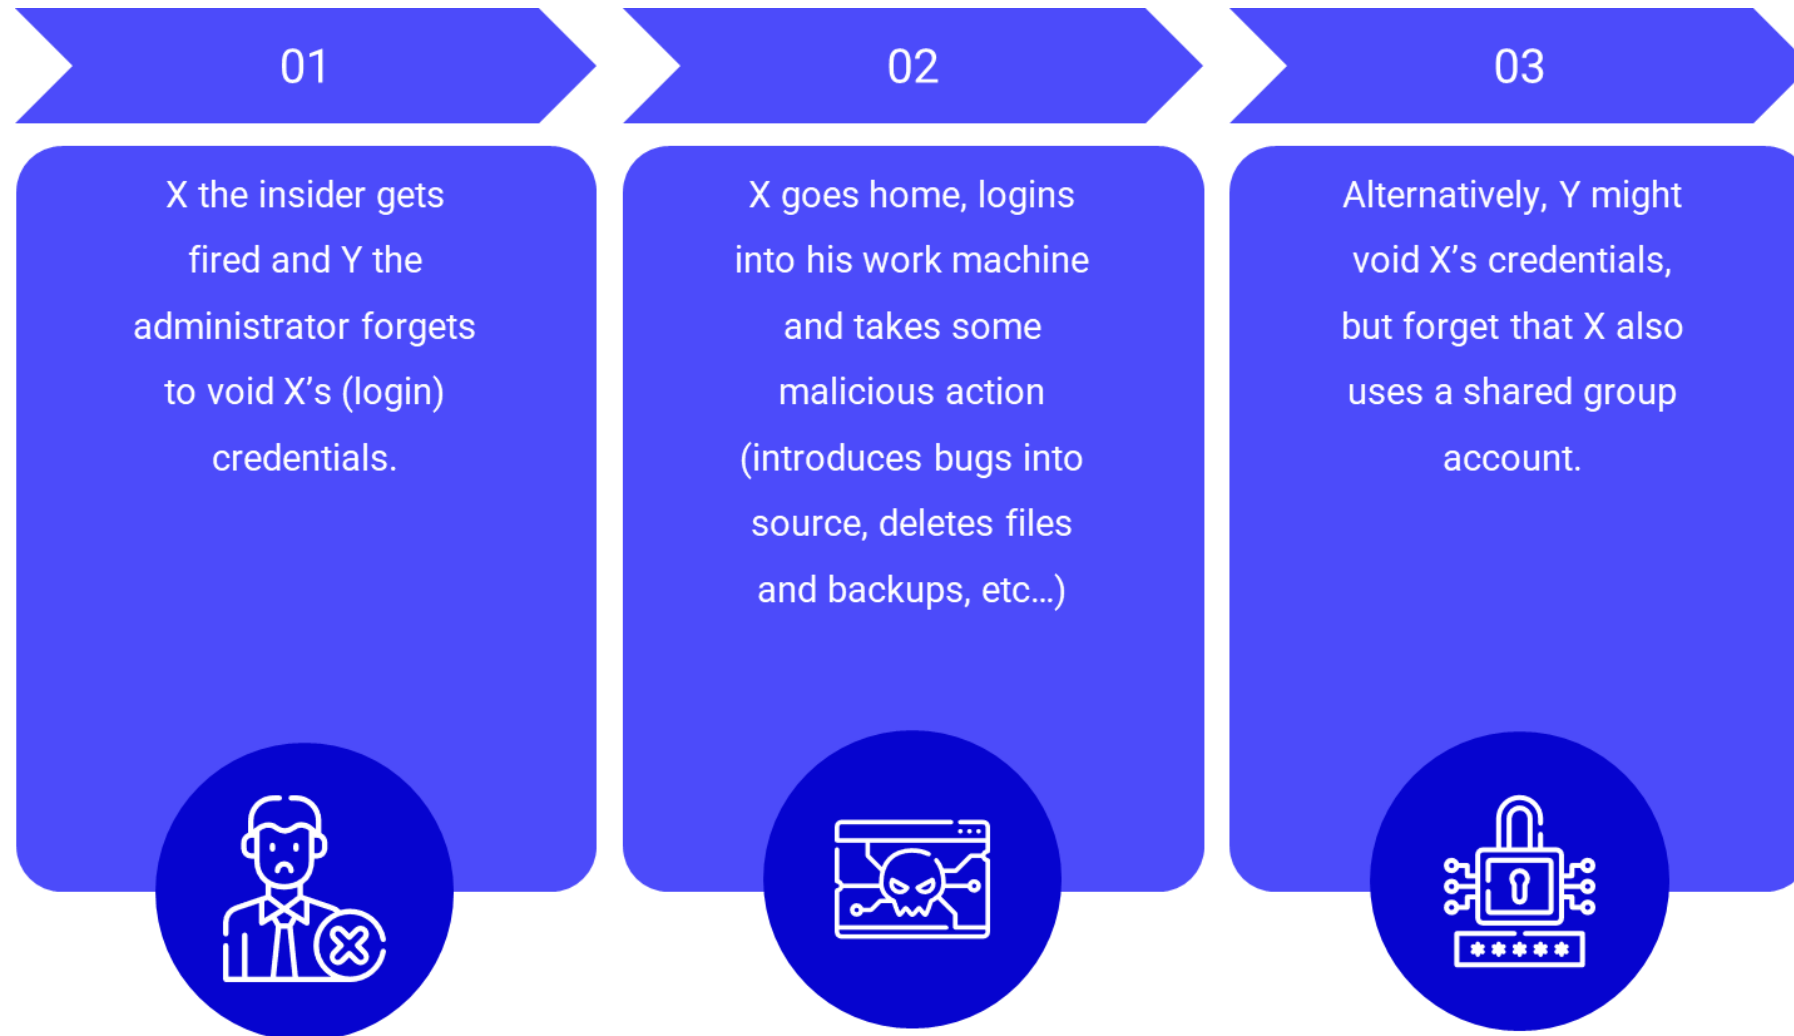 01
X the insider gets
fired and Y the
administrator forgets
to void X’s (login)
credentials.
02
X goes home, logins
into his work machine
and takes some
malicious action
(introduces bugs into
source, deletes files
and backups, etc…)
03
Alternatively, Y might
void X’s credentials,
but forget that X also
uses a shared group
account.
*****